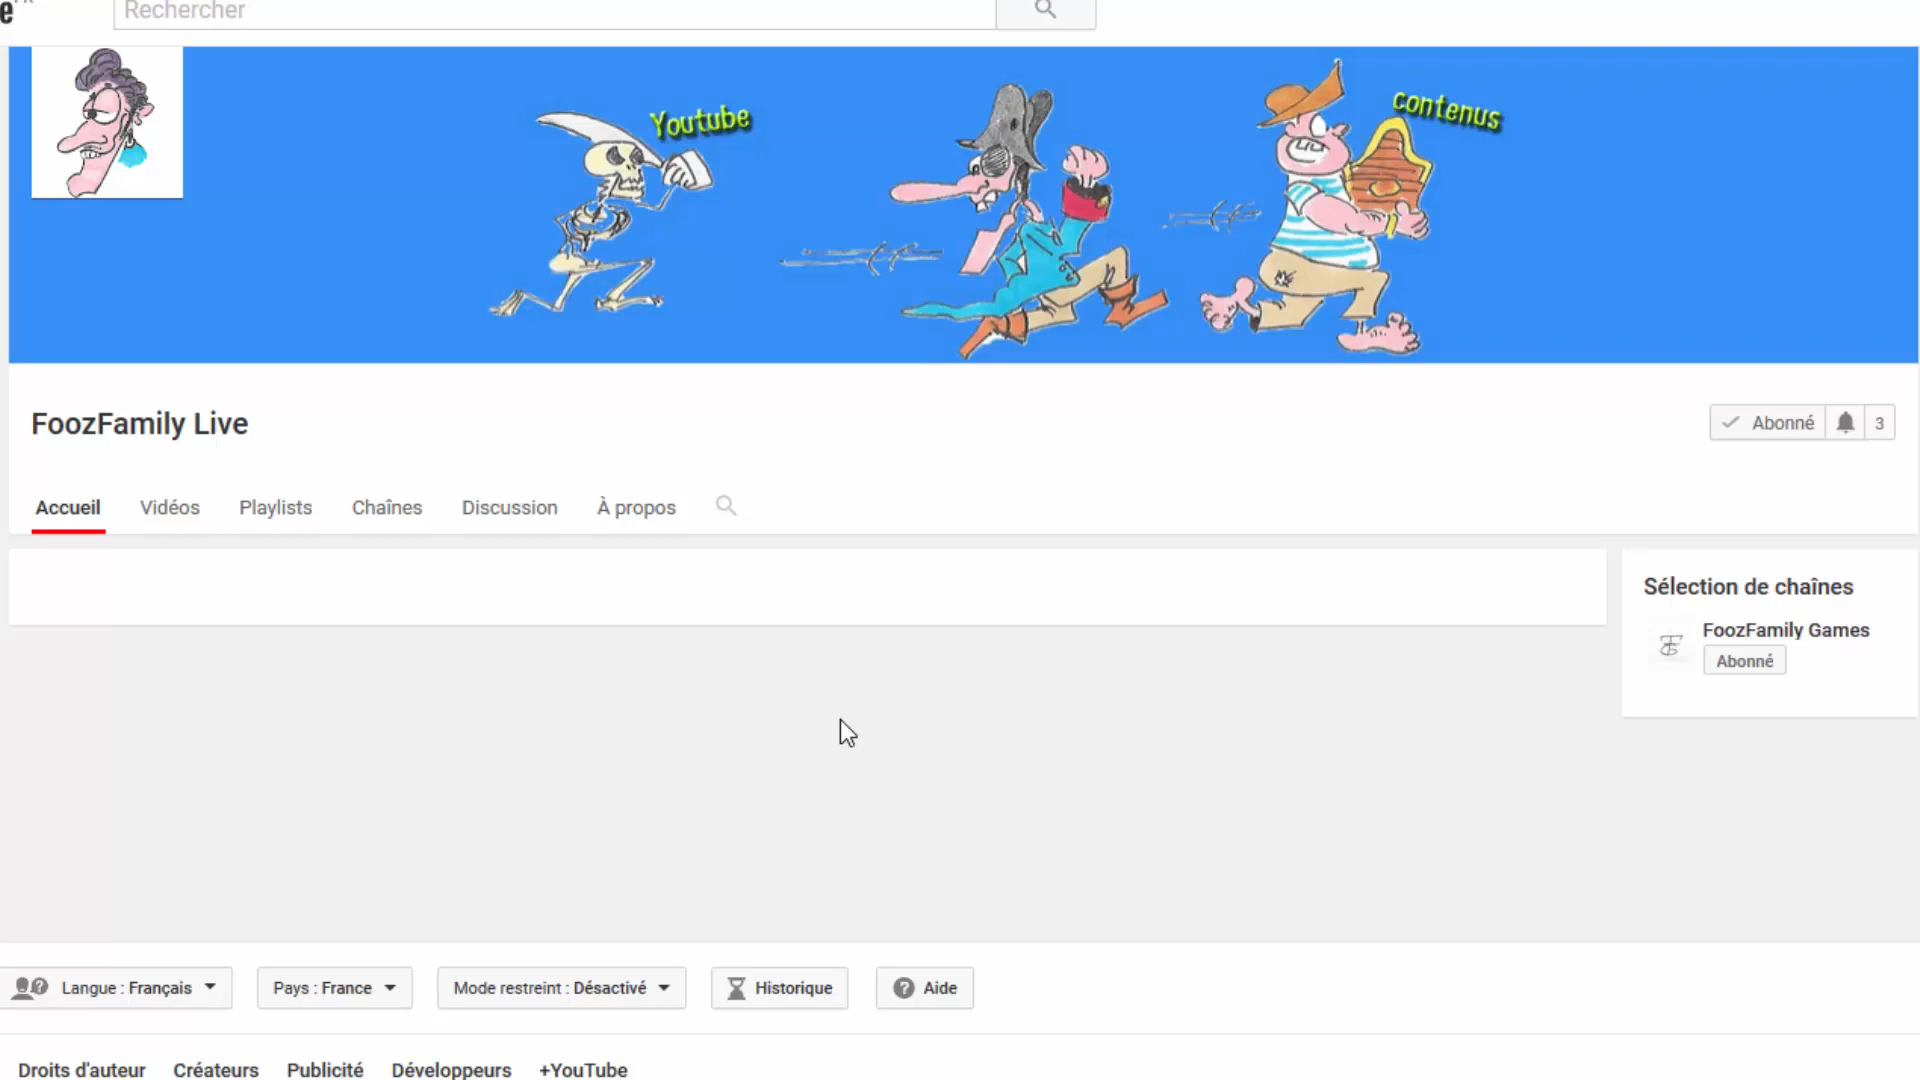 Rechercher
Youtube
contenus
FoozFamily Live
Abonné 3
Accueil Vidéos Playlists Chaînes Discussion À propos
Sélection de chaînes
FoozFamily Games
Abonné
Langue : Français Pays : France Mode restreint : Désactivé Historique Aide
Droits d'auteur Créateurs Publicité Développeurs +YouTube